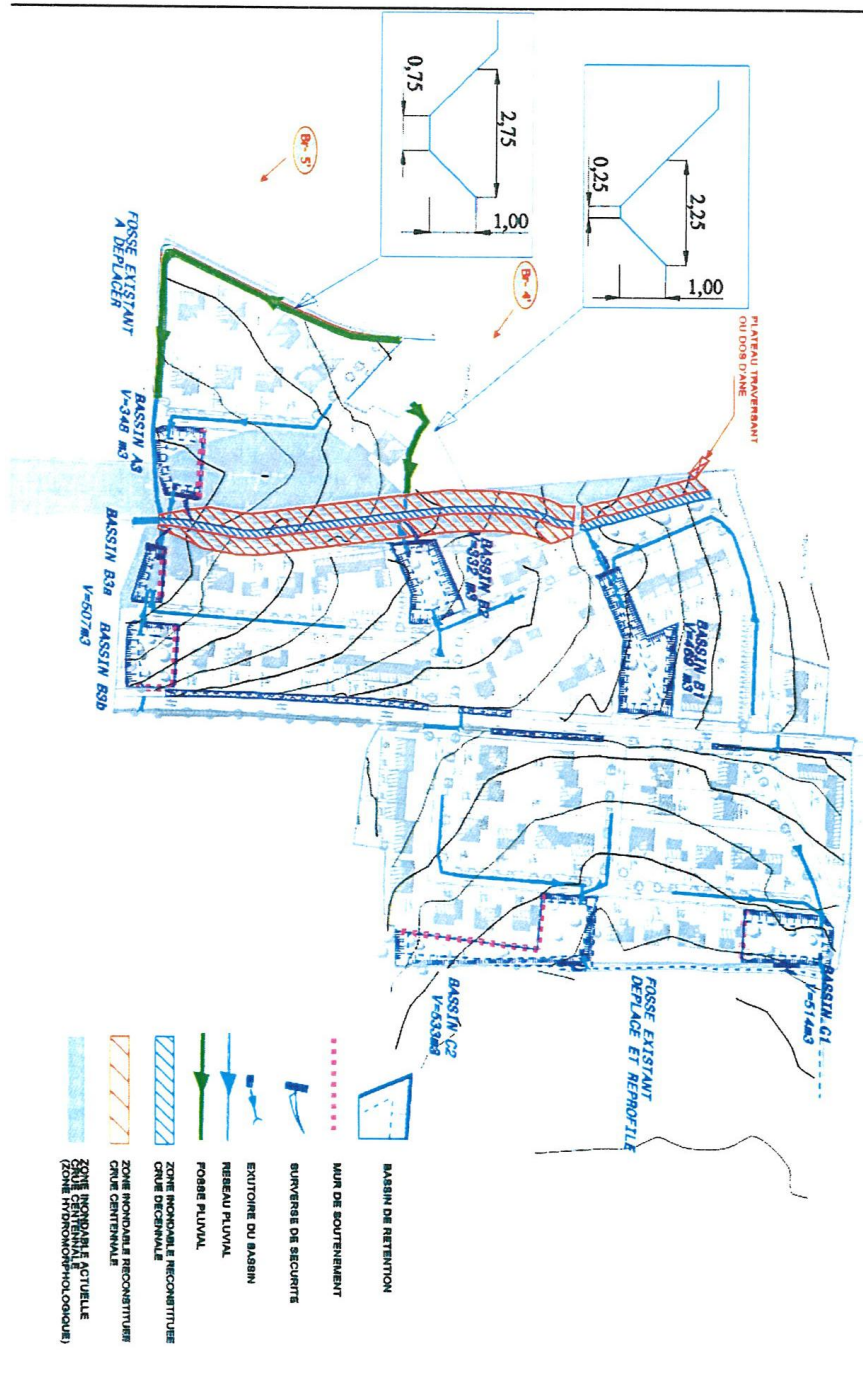 0,75
2,75
1,00
0,25
2,25
1,00
Br- 5'
Br- 4'
PLATEAU TRAVERSANT
OU DOS D'ANE
FOSSE EXISTANT
A DEPLACER
BASSIN A3
V=348 m3
BASSIN B3a
V=507m3
BASSIN B3b
BASSIN B2
BASSIN B1
BASSIN C1
V=514m3
FOSSE EXISTANT
DEPLACE ET REPROFILE
BASSIN C2
V=533m3
BASSIN DE RETENTION
MUR DE SOUTENEMENT
SURVERSE DE SECURITE
EXUTOIRE DU BASSIN
RESEAU PLUVIAL
FOSSE PLUVIAL
ZONE INONDABLE RECONSTITUEE
CRUE DECENNALE
ZONE INONDABLE RECONSTITUEE
CRUE CENTENNALE
ZONE INONDABLE ACTUELLE
CRUE CENTENNALE
(ZONE HYDROMORPHOLOGIQUE)